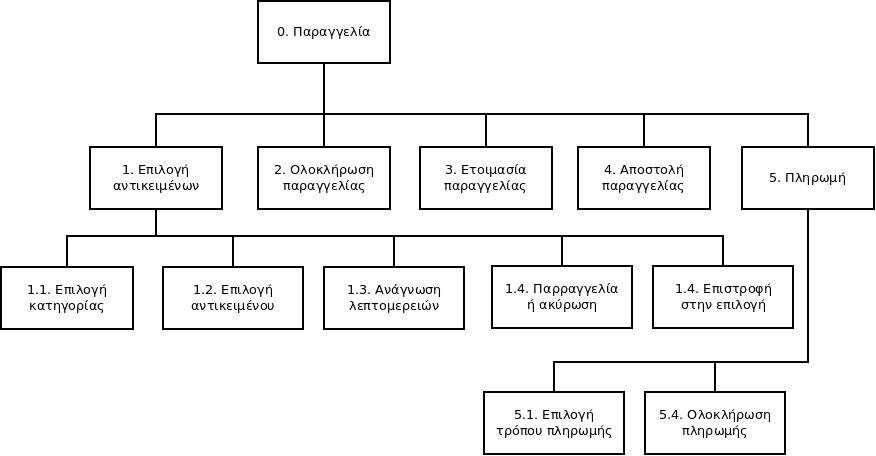 0. Παραγγελία
1. Επιλογή
αντικειμένων
2. Ολοκλήρωση
παραγγελίας
3. Ετοιμασία
παραγγελίας
4. Αποστολή
παραγγελίας
5. Πληρωμή
1.1. Επιλογή
κατηγορίας
1.2. Επιλογή
αντικειμένου
1.3. Ανάγνωση
λεπτομερειών
1.4. Παρραγγελία
ή ακύρωση
1.4. Επιστροφή
στην επιλογή
5.1. Επιλογή
τρόπου πληρωμής
5.4. Ολοκλήρωση
πληρωμής